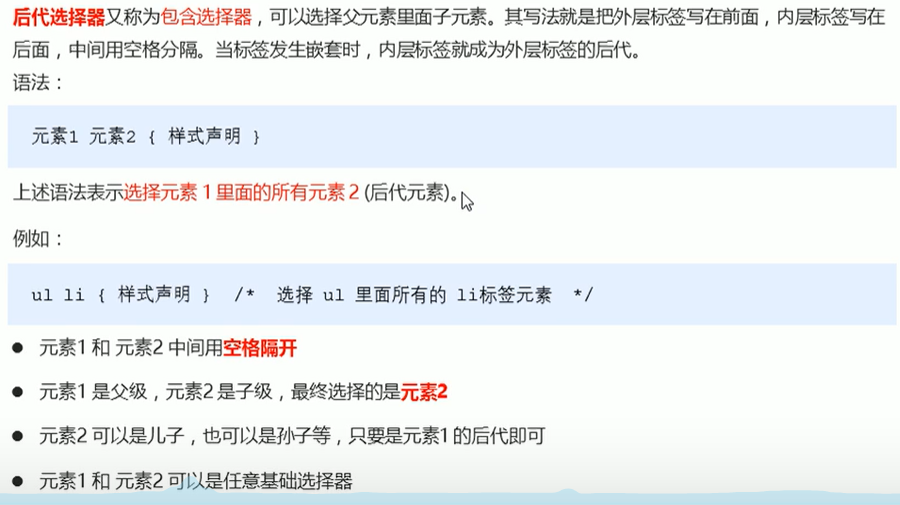 后代选择器又称为包含选择器，可以选择父元素里面子元素。其写法就是把外层标签写在前面，内层标签写在
后面，中间用空格分隔。当标签发生嵌套时，内层标签就成为外层标签的后代。
语法：
元素1 元素2 { 样式声明 }
上述语法表示选择元素 1 里面的所有元素 2 (后代元素)。
例如：
ul li { 样式声明 } /* 选择 ul 里面所有的 li标签元素 */
● 元素1 和 元素2 中间用空格隔开
● 元素1 是父级，元素2 是子级，最终选择的是元素2
● 元素2 可以是儿子，也可以是孙子等，只要是元素1 的后代即可
● 元素1 和 元素2 可以是任意基础选择器